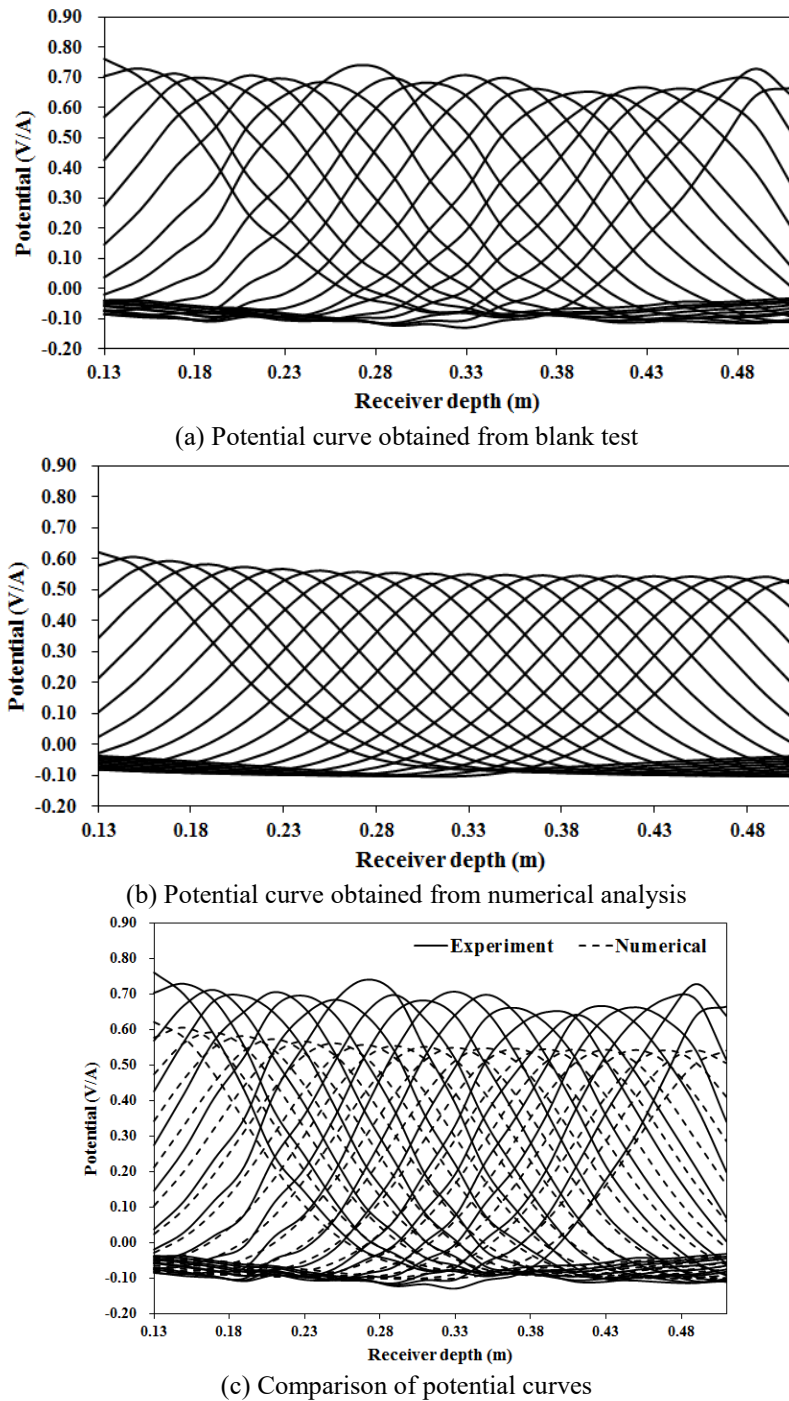 0.90
0.80
0.70
0.60
0.50
0.40
0.30
0.20
0.10
0.00
-0.10
-0.20
Potential (V/A)
0.13 0.18 0.23 0.28 0.33 0.38 0.43 0.48
Receiver depth (m)
(a) Potential curve obtained from blank test
0.90
0.80
0.70
0.60
0.50
0.40
0.30
0.20
0.10
0.00
-0.10
-0.20
Potential (V/A)
0.13 0.18 0.23 0.28 0.33 0.38 0.43 0.48
Receiver depth (m)
(b) Potential curve obtained from numerical analysis
0.90
0.80
0.70
0.60
0.50
0.40
0.30
0.20
0.10
0.00
-0.10
-0.20
Potential (V/A)
Experiment Numerical
0.13 0.18 0.23 0.28 0.33 0.38 0.43 0.48
Receiver depth (m)
(c) Comparison of potential curves